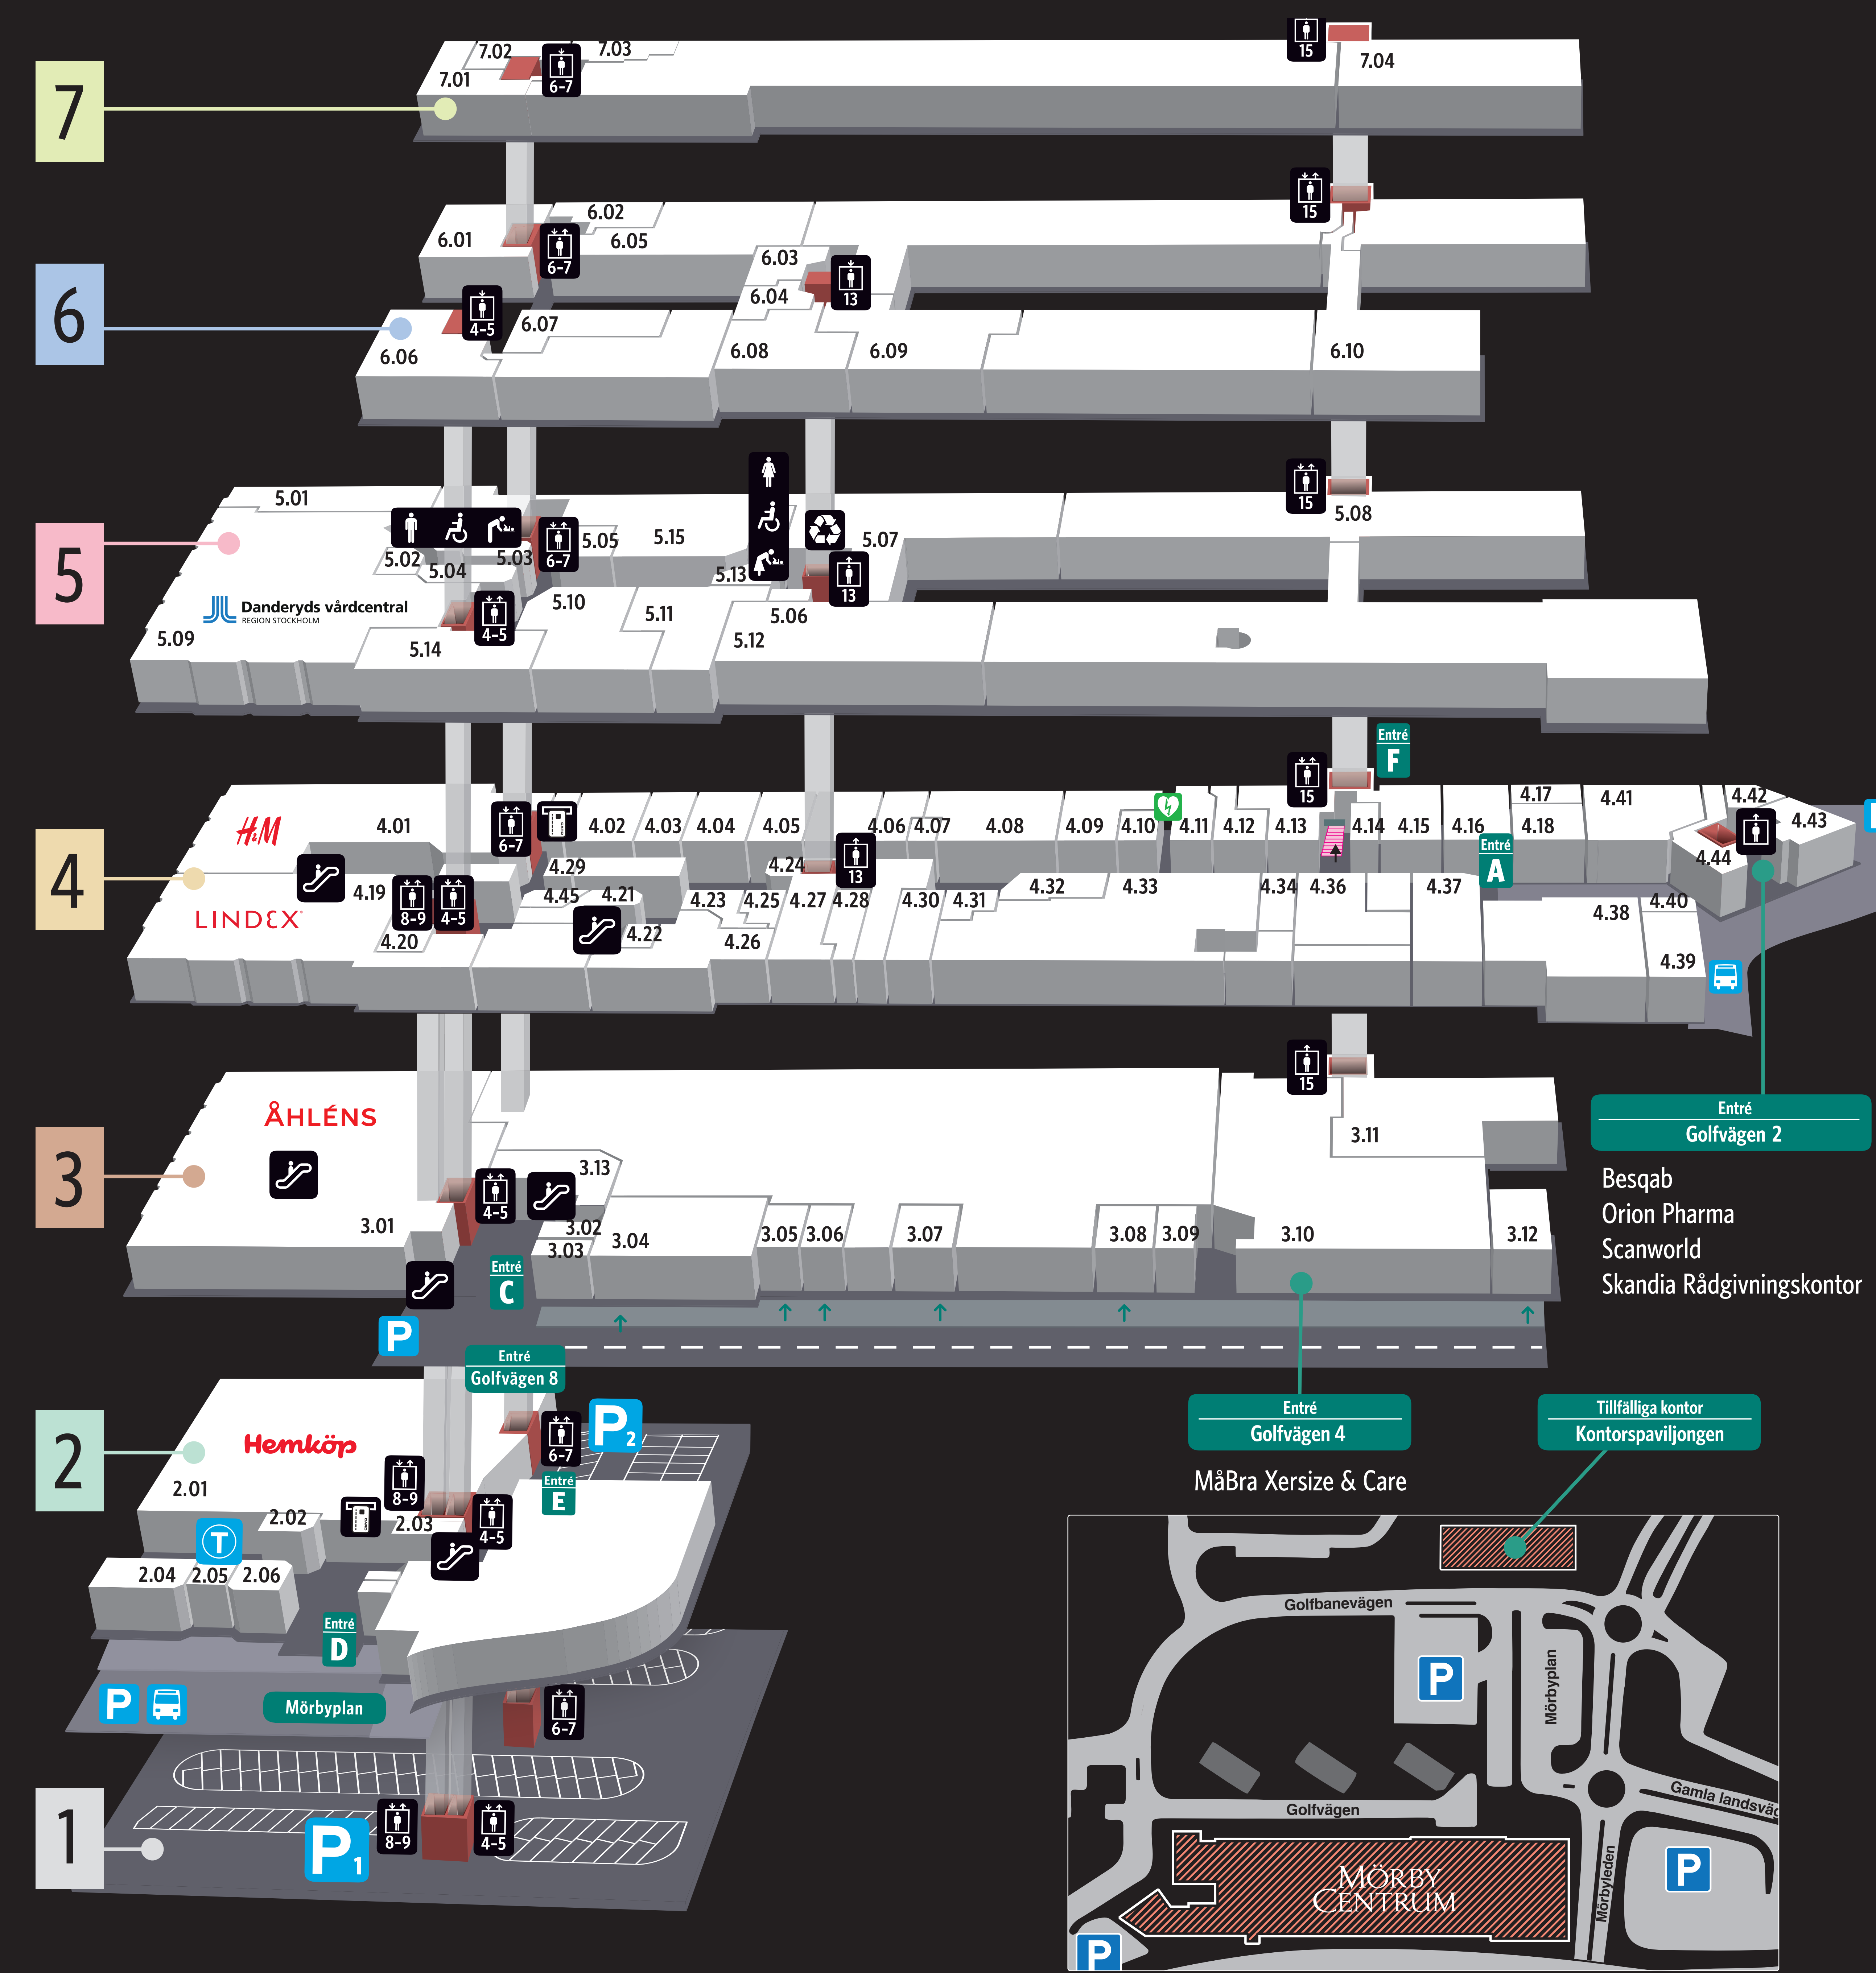 7
7.02
7.03
7.01
6-7
15
7.04
6
6.02
6.01
6.05
6-7
15
6.03
6.04
13
4-5
6.07
6.06
6.08
6.09
6.10
5
5.01
15
5.08
5.02
5.04
5.03
6-7
5.05
5.15
5.13
5.07
13
Danderyds vårdcentral
REGION STOCKHOLM
5.09
5.14
4-5
5.10
5.11
5.12
5.06
4
H&M
4.01
6-7
4.02
4.03
4.04
4.05
4.06
4.07
4.08
4.09
4.10
4.11
4.12
4.13
15
Entré
F
4.14
4.15
4.16
4.17
4.18
4.41
4.42
4.43
4.44
Entré
A
LINDEX
4.19
8-9
4-5
4.20
4.29
4.45
4.21
4.22
4.23
4.24
4.25
4.26
4.27
13
4.28
4.30
4.31
4.32
4.33
4.34
4.36
4.37
4.38
4.40
4.39
3
ÅHLÉNS
3.01
4-5
3.13
3.02
3.03
3.04
3.05
3.06
3.07
3.08
3.09
3.10
15
3.11
3.12
Entré
C
P
Entré
Golfvägen 2
Besqab
Orion Pharma
Scanworld
Skandia Rådgivningskontor
Entré
Golfvägen 8
Entré
Golfvägen 4
MåBra Xersize & Care
Tillfälliga kontor
Kontorspaviljongen
2
Hemköp
2.01
2.02
2.03
8-9
4-5
6-7
P2
Entré
E
T
2.04
2.05
2.06
Entré
D
P
Mörbyplan
6-7
1
P1
8-9
4-5
Golfbanevägen
P
Mörbyplan
Golfvägen
Gamla landsväg
MÖRBY
CENTRUM
Mörbyleden
P
P